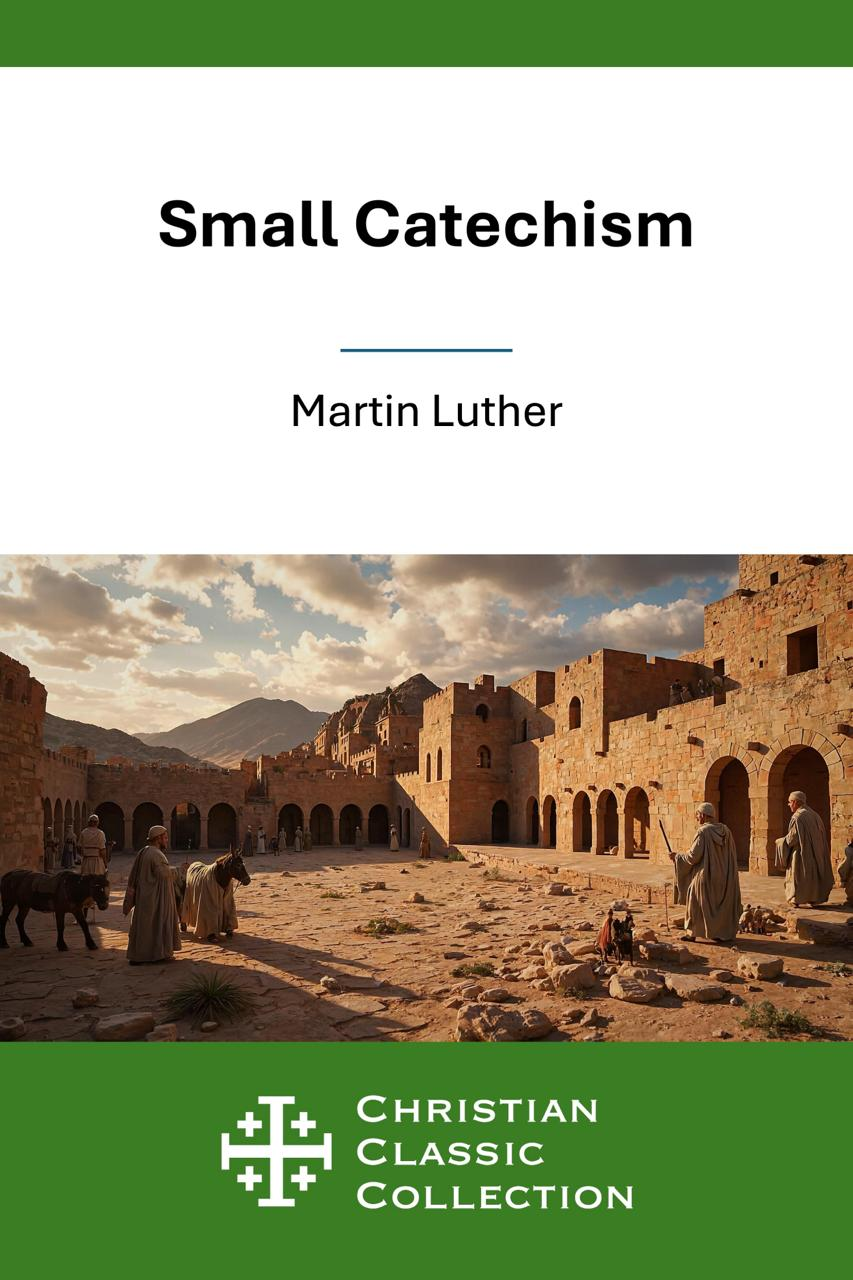 Small Catechism
Martin Luther
CHRISTIAN
CLASSIC
COLLECTION